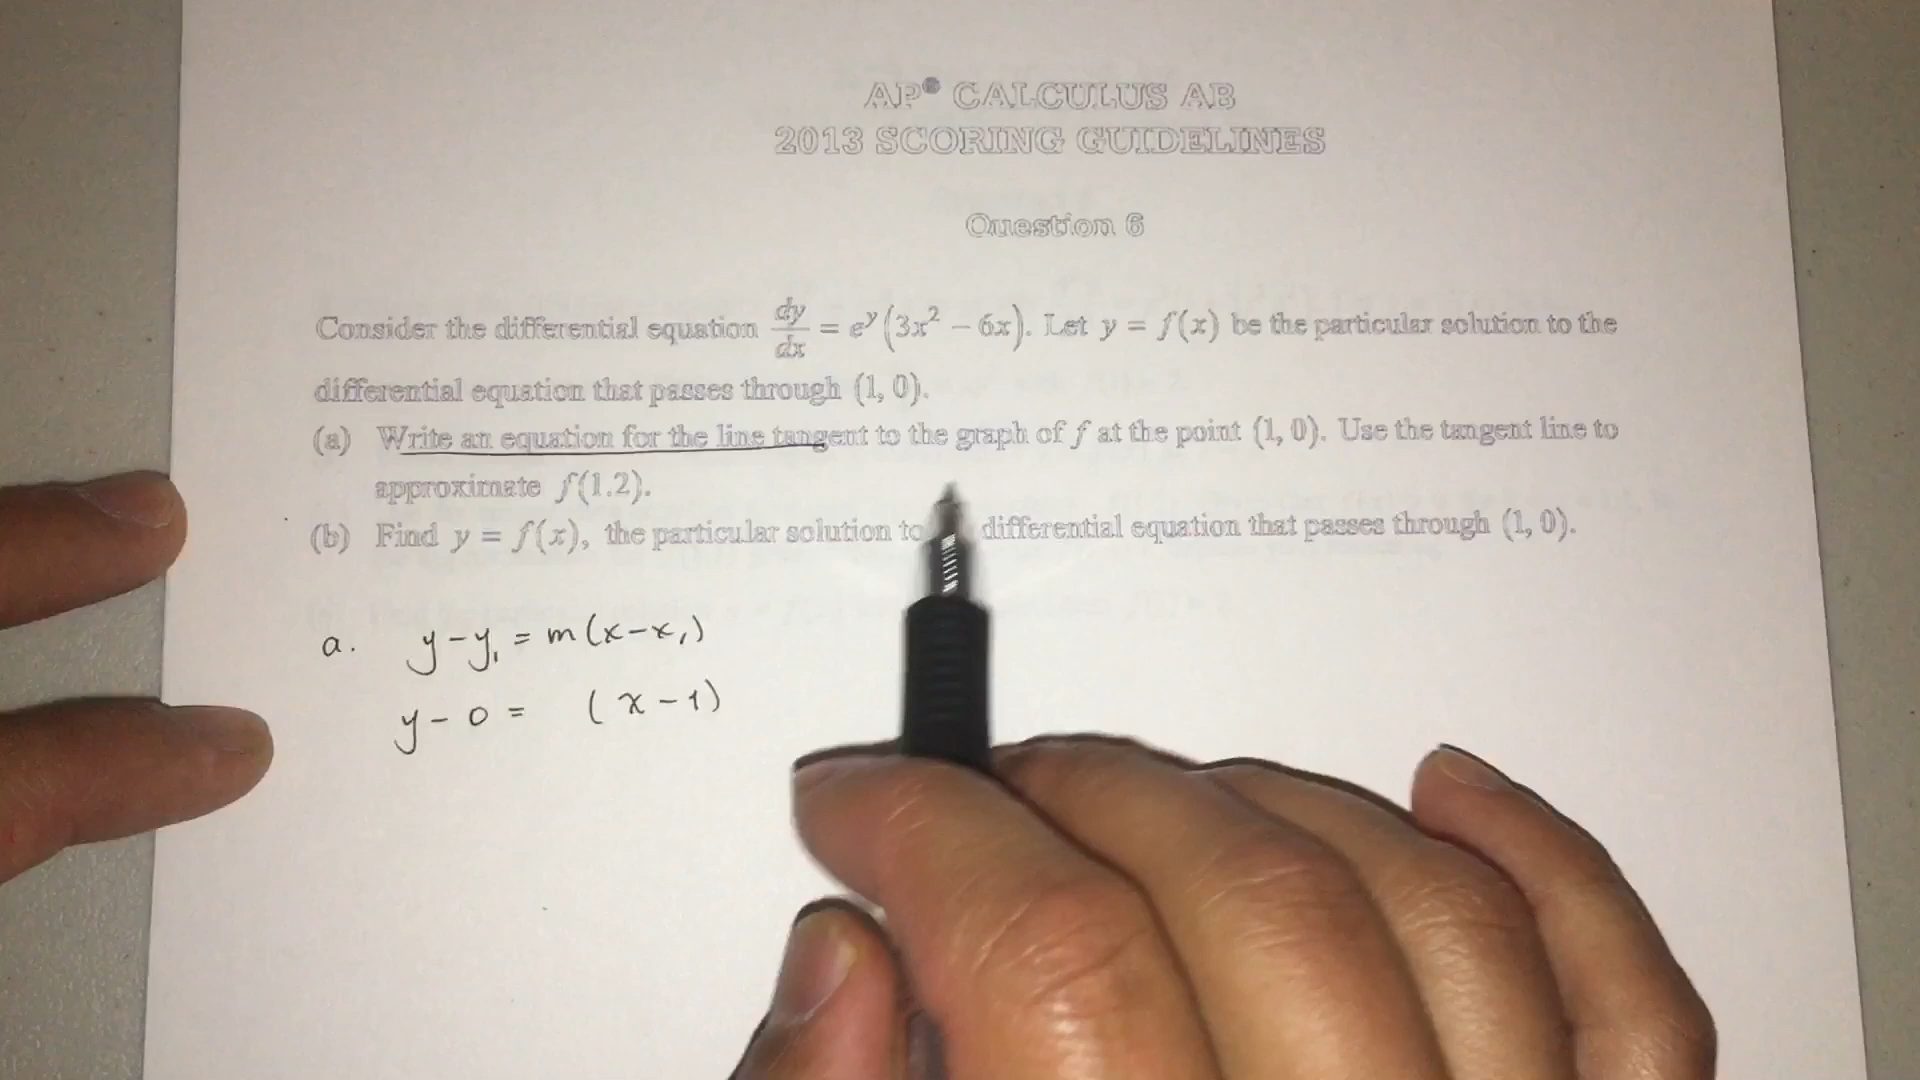 AP® CALCULUS AB
2013 SCORING GUIDELINES
Question 6
Consider the differential equation dy/dx = e^y(3x² − 6x). Let y = f(x) be the particular solution to the
differential equation that passes through (1, 0).
(a) Write an equation for the line tangent to the graph of f at the point (1, 0). Use the tangent line to
approximate f(1.2).
(b) Find y = f(x), the particular solution to differential equation that passes through (1, 0).
a. y − y₁ = m(x − x₁)
y − 0 = (x − 1)